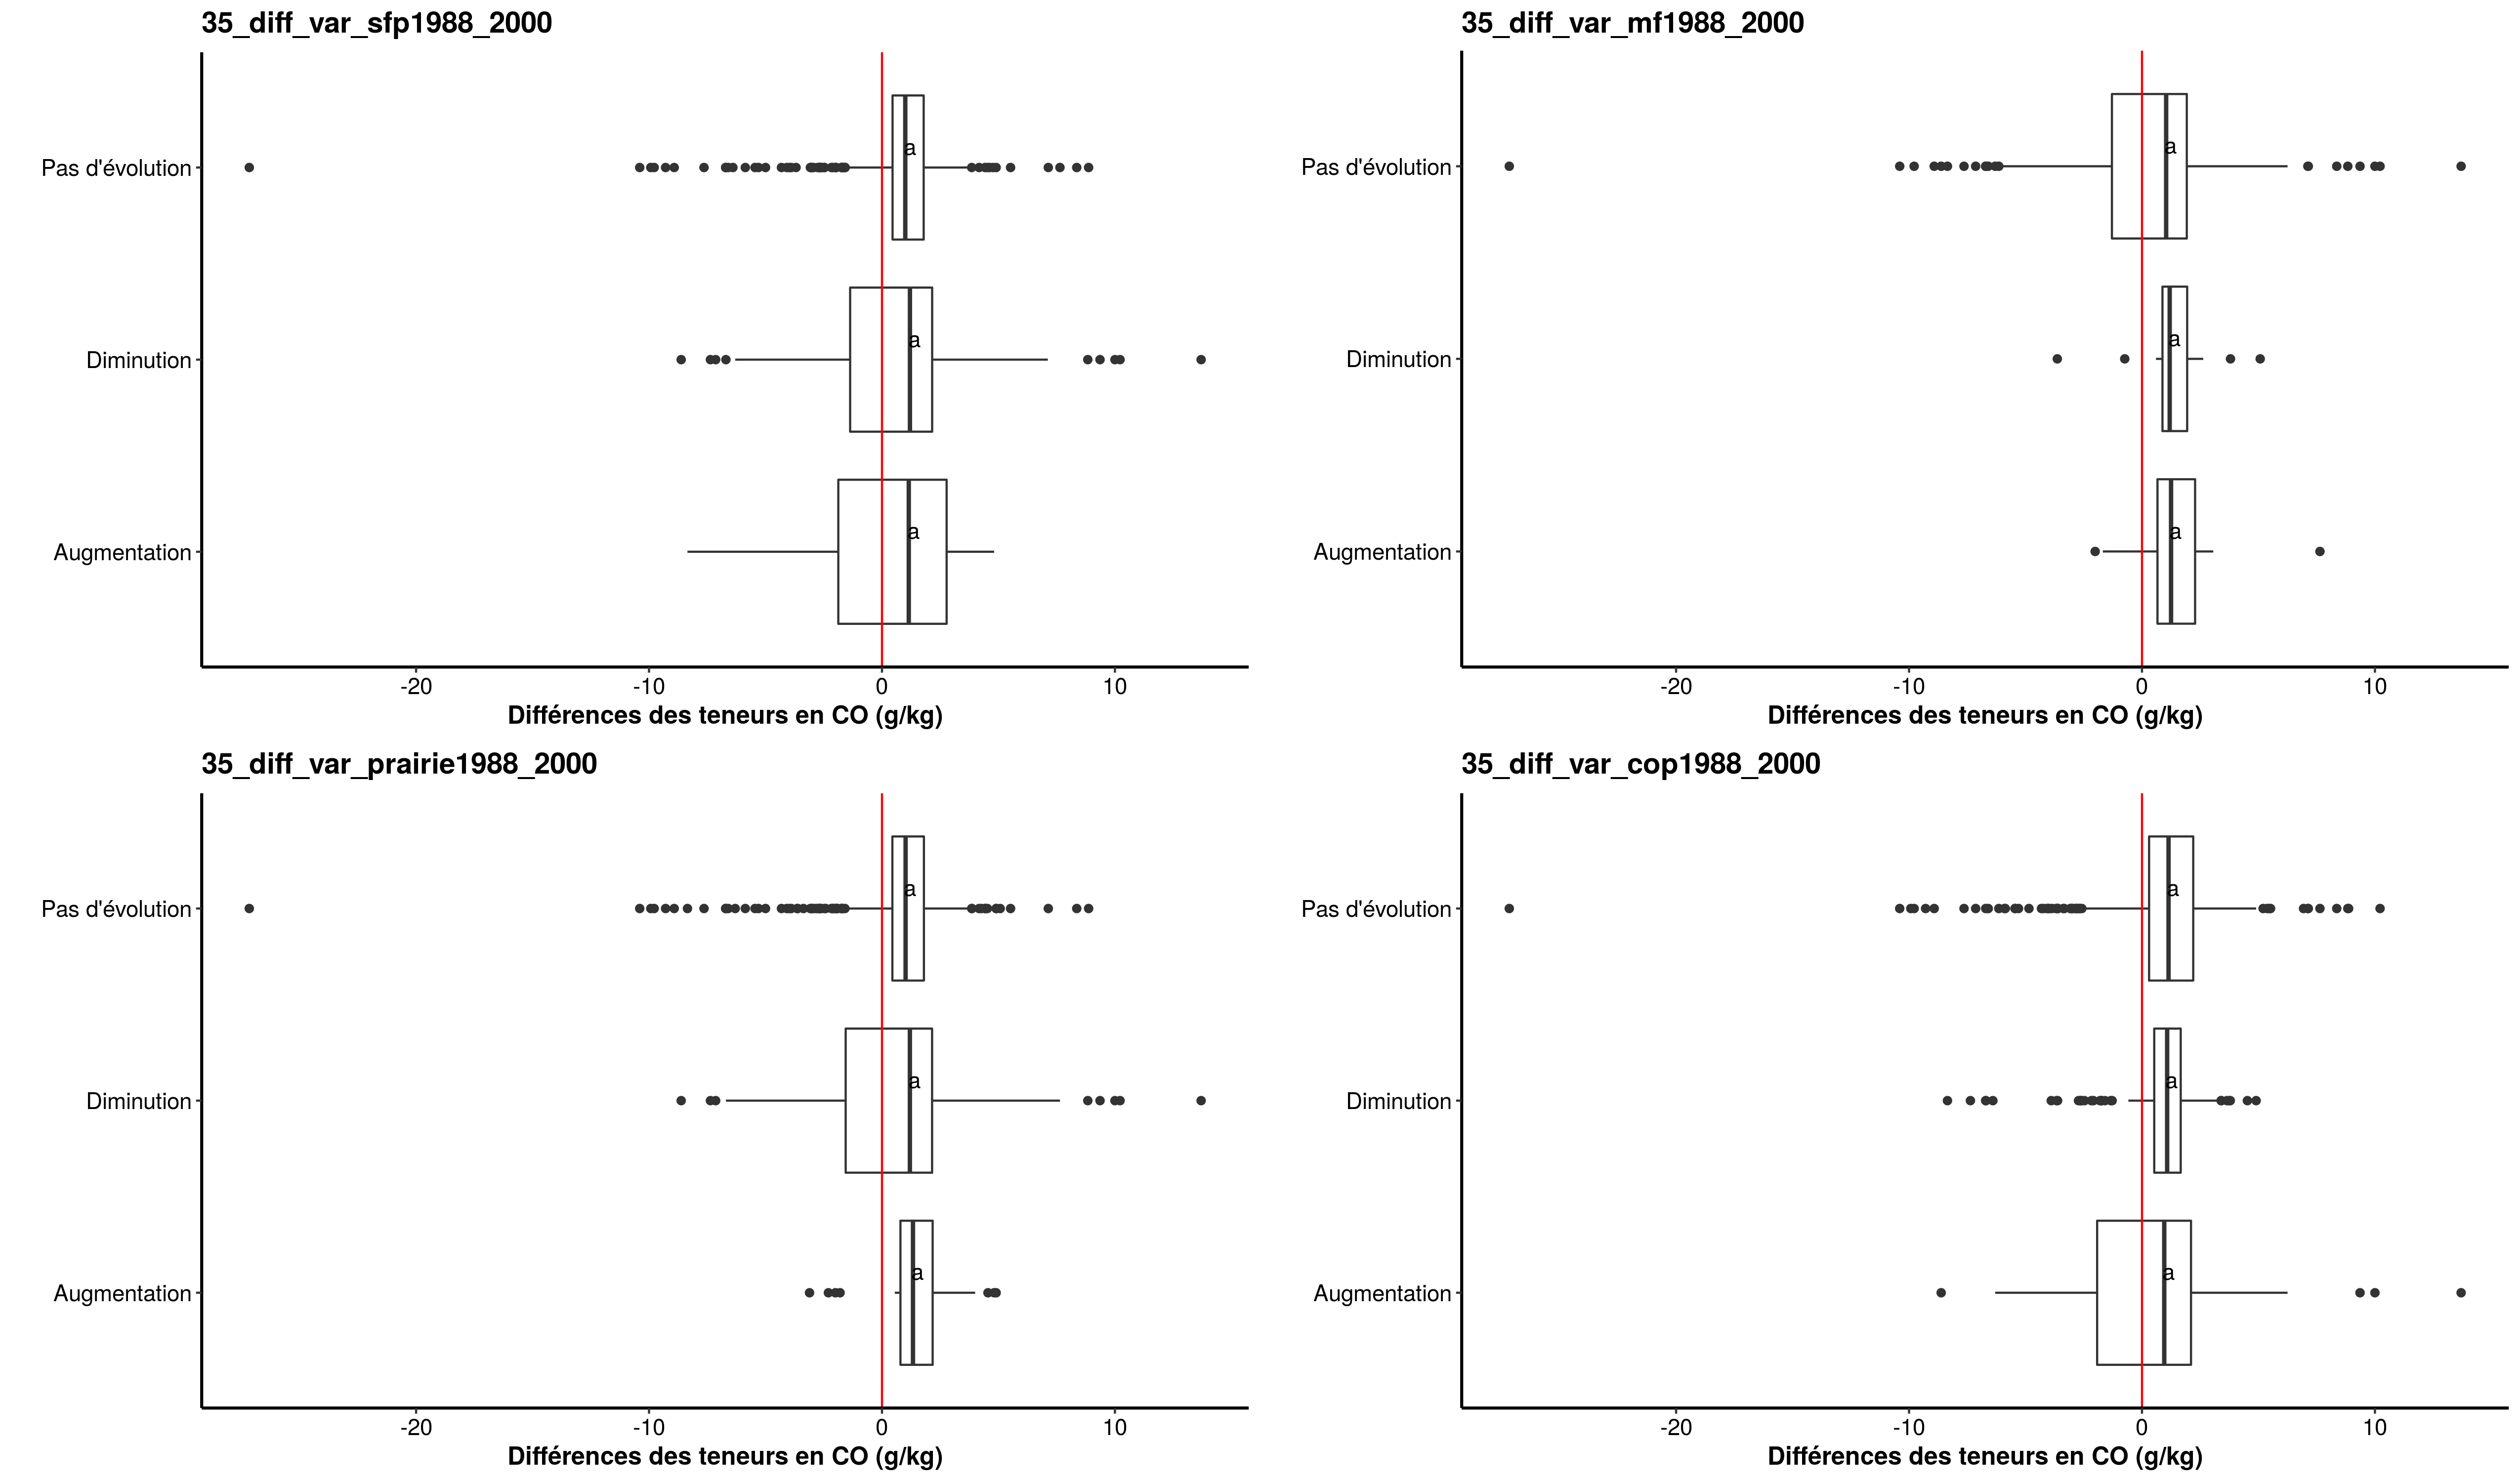 35_diff_var_sfp1988_2000
Pas d'évolution
a
Diminution
a
Augmentation
a
-20 -10 0 10
Différences des teneurs en CO (g/kg)
35_diff_var_mf1988_2000
Pas d'évolution
a
Diminution
a
Augmentation
a
-20 -10 0 10
Différences des teneurs en CO (g/kg)
35_diff_var_prairie1988_2000
Pas d'évolution
a
Diminution
a
Augmentation
a
-20 -10 0 10
Différences des teneurs en CO (g/kg)
35_diff_var_cop1988_2000
Pas d'évolution
a
Diminution
a
Augmentation
a
-20 -10 0 10
Différences des teneurs en CO (g/kg)